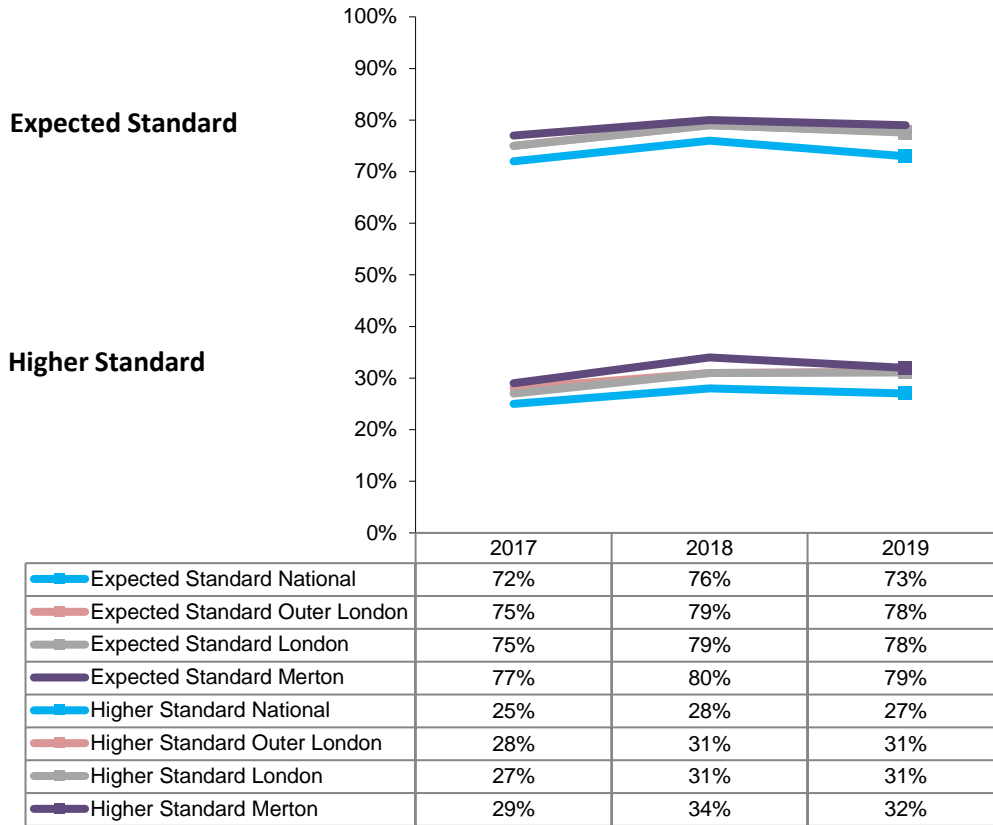 100%
90%
Expected Standard
80%
70%
60%
50%
40%
Higher Standard
30%
20%
10%
0%
2017 2018 2019
Expected Standard National 72% 76% 73%
Expected Standard Outer London 75% 79% 78%
Expected Standard London 75% 79% 78%
Expected Standard Merton 77% 80% 79%
Higher Standard National 25% 28% 27%
Higher Standard Outer London 28% 31% 31%
Higher Standard London 27% 31% 31%
Higher Standard Merton 29% 34% 32%